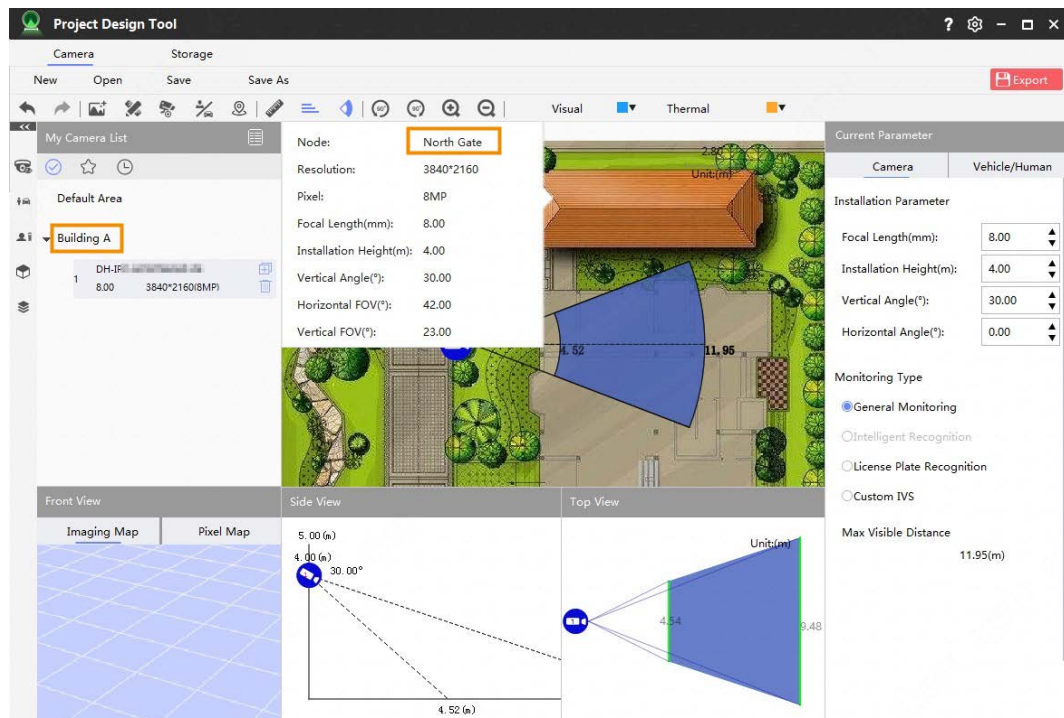 Project Design Tool
?
Camera Storage
New Open Save Save As Export
Visual Thermal
My Camera List
Default Area
Building A
1 DH-IP
8.00 3840*2160(8MP)
Node: North Gate
Resolution: 3840*2160
Pixel: 8MP
Focal Length(mm): 8.00
Installation Height(m): 4.00
Vertical Angle(°): 30.00
Horizontal FOV(°): 42.00
Vertical FOV(°): 23.00
Unit:(m)
4.52 11.95
Current Parameter
Camera Vehicle/Human
Installation Parameter
Focal Length(mm): 8.00
Installation Height(m): 4.00
Vertical Angle(°): 30.00
Horizontal Angle(°): 0.00
Monitoring Type
General Monitoring
Intelligent Recognition
License Plate Recognition
Custom IVS
Max Visible Distance
11.95(m)
Front View
Imaging Map Pixel Map
Side View
5.00(m)
4.00(m)
30.00°
4.52(m)
Top View
Unit:(m)
4.54
9.48